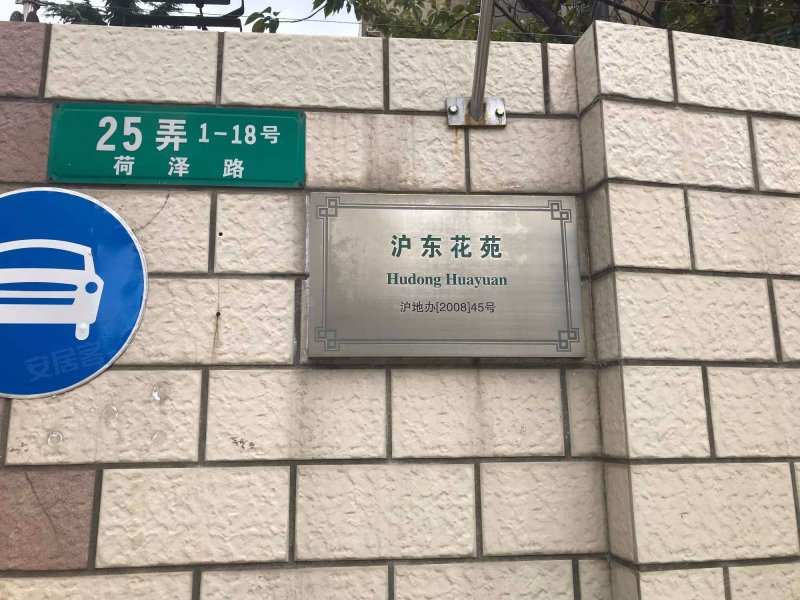 25弄 1-18号
荷泽路
沪东花苑
Hudong Huayuan
沪地办[2008]45号
安居客